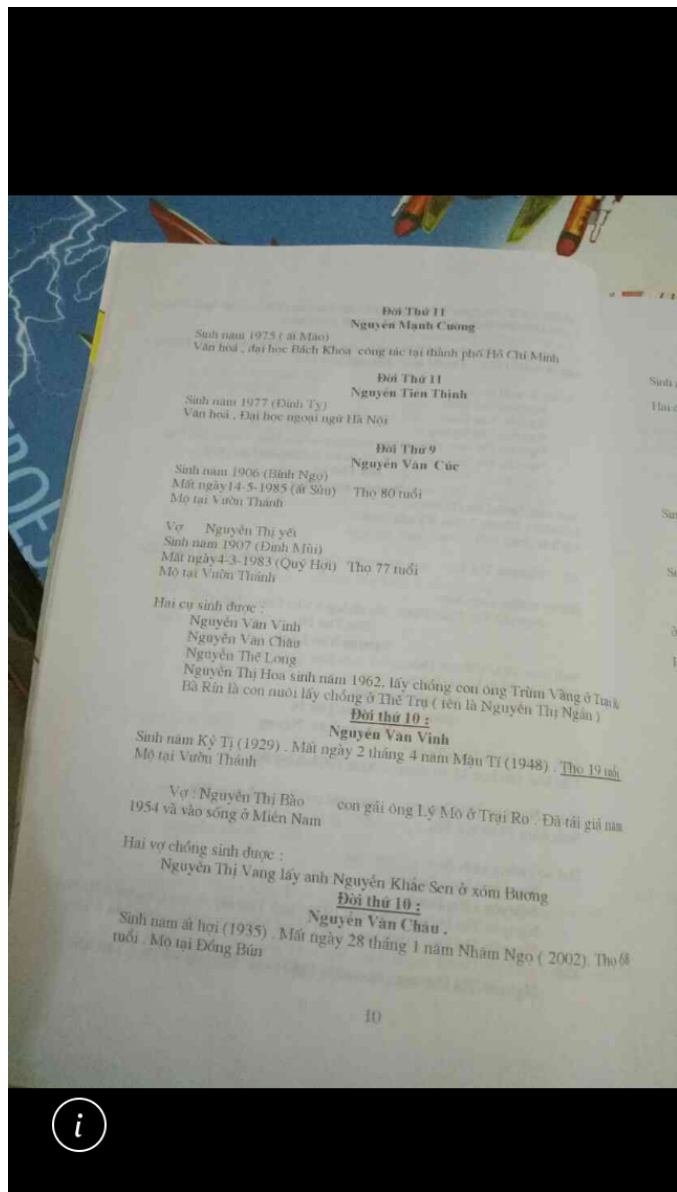 Đời Thứ 11
Nguyễn Mạnh Cường
Sinh năm 1975 ( ất Mão)
Văn hoá , đại học Bách Khoa công tác tại thành phố Hồ Chí Minh
Đời Thứ 11
Nguyễn Tiến Thịnh
Sinh năm 1977 (Đinh Tỵ)
Văn hoá , Đại học ngoại ngữ Hà Nội
Đời Thứ 9
Nguyễn Văn Cúc
Sinh năm 1906 (Bính Ngọ)
Mất ngày14-5-1985 (ất Sửu) Thọ 80 tuổi
Mộ tại Vườn Thánh
Vợ Nguyễn Thị yết
Sinh năm 1907 (Đinh Mùi)
Mất ngày4-3-1983 (Quý Hợi) Thọ 77 tuổi
Mộ tại Vườn Thánh
Hai cụ sinh được :
Nguyễn Văn Vinh
Nguyễn Văn Châu
Nguyễn Thế Long
Nguyễn Thị Hoa sinh năm 1962, lấy chồng con ông Trùm Vàng ở
Bà Rin là con nuôi lấy chồng ở Thế Trụ ( tên là Nguyễn Thị Ngân )
Đời thứ 10 :
Nguyễn Văn Vinh
Sinh năm Kỷ Tị (1929) . Mất ngày 2 tháng 4 năm Mậu Tí (1948) . Thọ 19 tuổi
Mộ tại Vườn Thánh
Vợ : Nguyễn Thị Bào con gái ông Lý Mò ở Trại Ro . Đã tái giá năm
1954 và vào sống ở Miền Nam
Hai vợ chồng sinh được :
Nguyễn Thị Vang lấy anh Nguyễn Khắc Sen ở xóm Bương
Đời thứ 10 :
Nguyễn Văn Châu .
Sinh năm ất hợi (1935) . Mất ngày 28 tháng 1 năm Nhâm Ngọ ( 2002). Thọ 68
tuổi . Mộ tại Đồng Bún
10